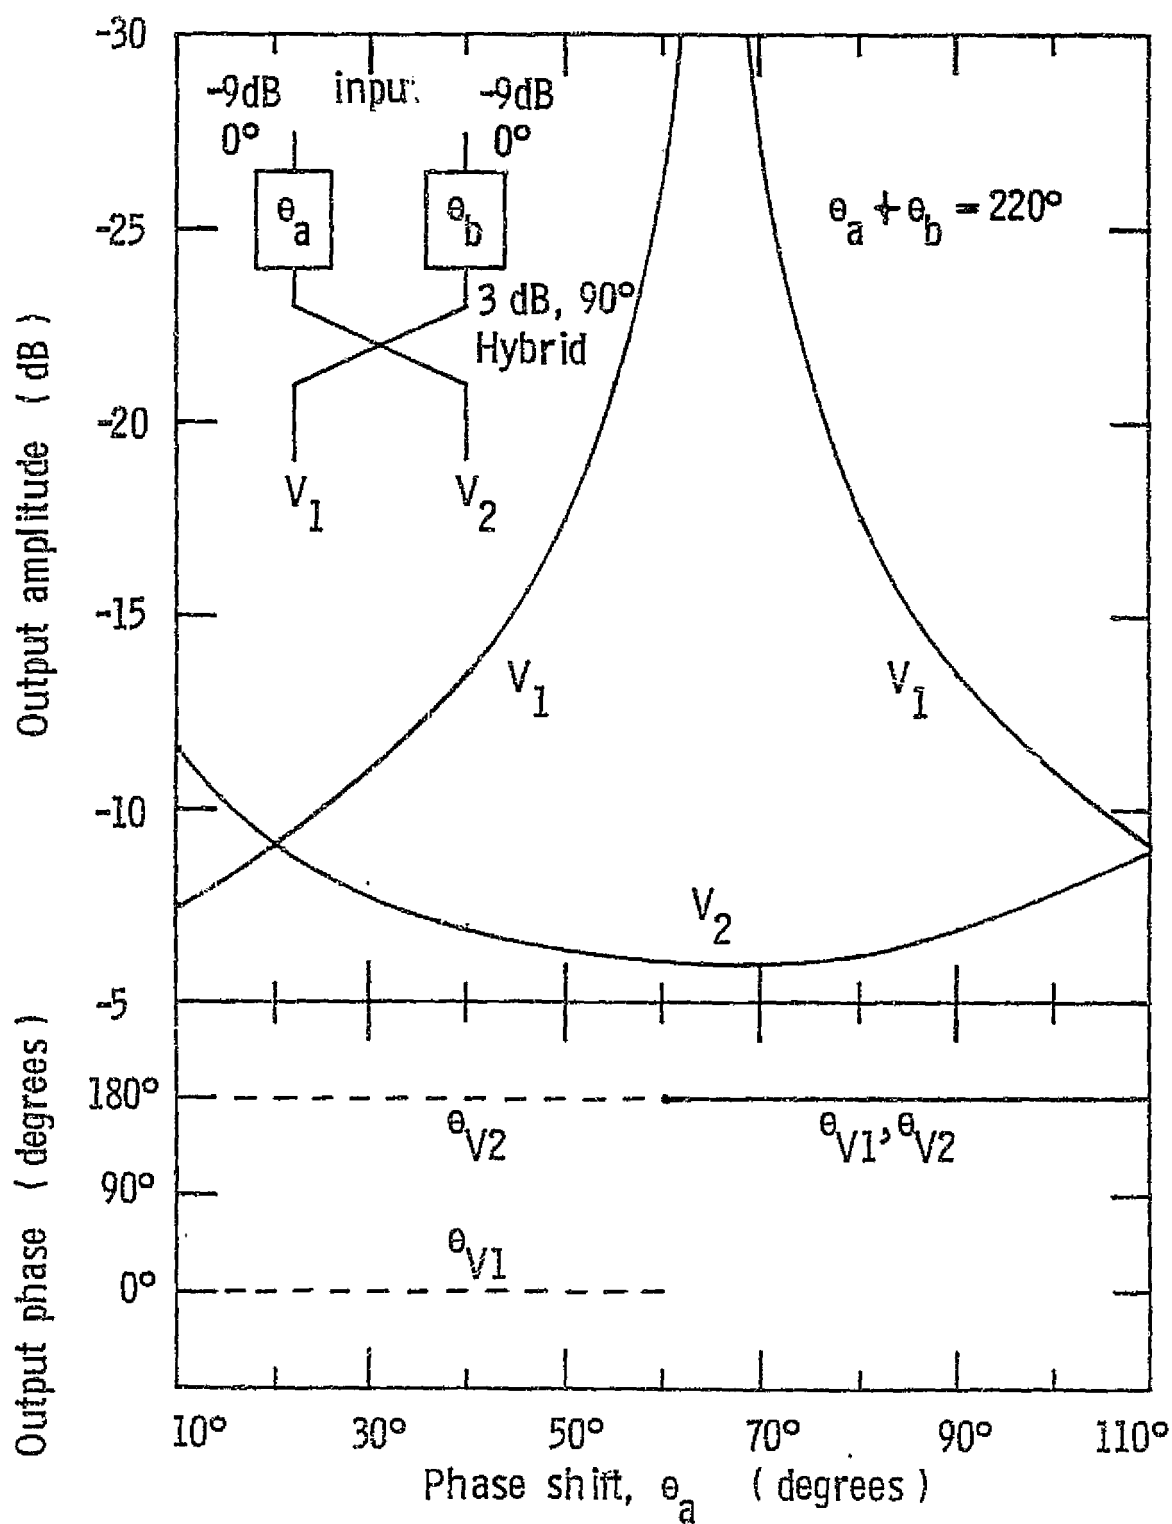 -30
-9dB input -9dB
0° 0°
θa θb
θa + θb = 220°
-25
3 dB, 90°
Hybrid
-20
V1 V2
Output amplitude (dB)
-15
V1 V1
-10
V2
-5
Output phase (degrees)
180°
θV2 θV1, θV2
90°
θV1
0°
10° 30° 50° 70° 90° 110°
Phase shift, θa (degrees)